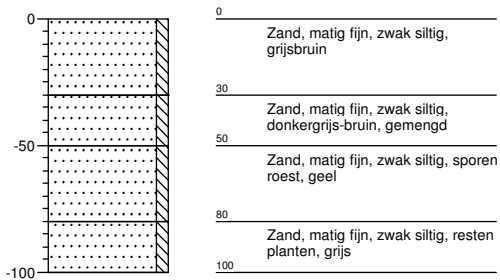 0
0
Zand, matig fijn, zwak siltig,
grijsbruin
30
Zand, matig fijn, zwak siltig,
donkergrijs-bruin, gemengd
-50
50
Zand, matig fijn, zwak siltig, sporen
roest, geel
80
Zand, matig fijn, zwak siltig, resten
planten, grijs
-100
100